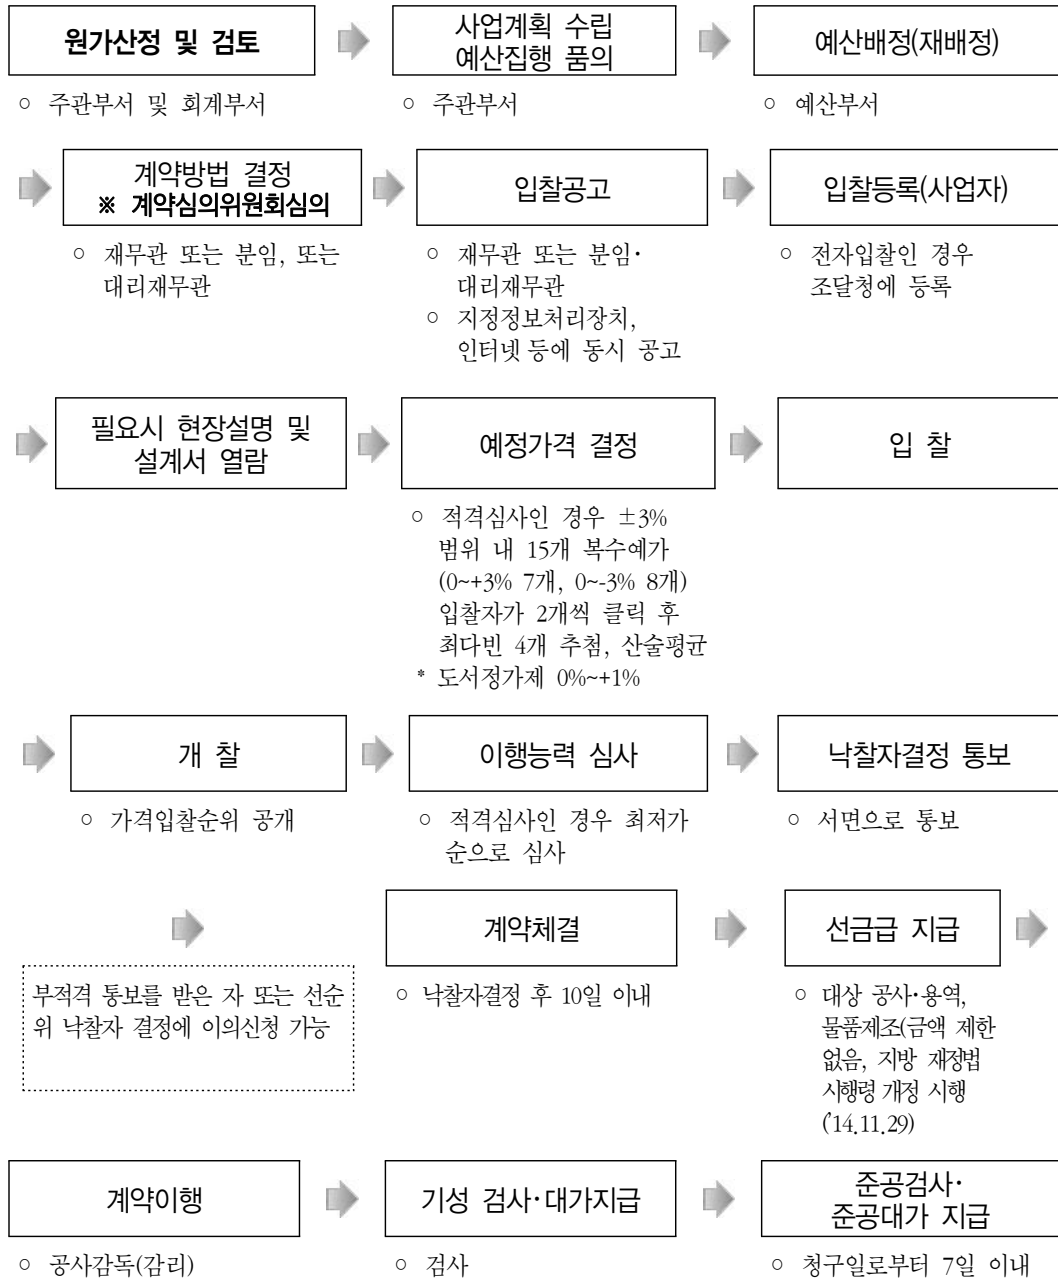 원가산정 및 검토
사업계획 수립
예산집행 품의
예산배정(재배정)
○ 주관부서 및 회계부서
○ 주관부서
○ 예산부서
계약방법 결정
※ 계약심의위원회심의
입찰공고
입찰등록(사업자)
○ 재무관 또는 분임, 또는
대리재무관
○ 재무관 또는 분임·
대리재무관
○ 지정정보처리장치,
인터넷 등에 동시 공고
○ 전자입찰인 경우
조달청에 등록
필요시 현장설명 및
설계서 열람
예정가격 결정
입 찰
○ 적격심사인 경우 ±3%
범위 내 15개 복수예가
(0~+3% 7개, 0~-3% 8개)
입찰자가 2개씩 클릭 후
최다빈 4개 추첨, 산술평균
* 도서정가제 0%~+1%
개 찰
이행능력 심사
낙찰자결정 통보
○ 가격입찰순위 공개
○ 적격심사인 경우 최저가
순으로 심사
○ 서면으로 통보
부적격 통보를 받은 자 또는 선순
위 낙찰자 결정에 이의신청 가능
계약체결
○ 낙찰자결정 후 10일 이내
선금급 지급
○ 대상 공사·용역,
물품제조(금액 제한
없음, 지방 재정법
시행령 개정 시행
('14.11.29)
계약이행
기성 검사·대가지급
준공검사·
준공대가 지급
○ 공사감독(감리)
○ 검사
○ 청구일로부터 7일 이내